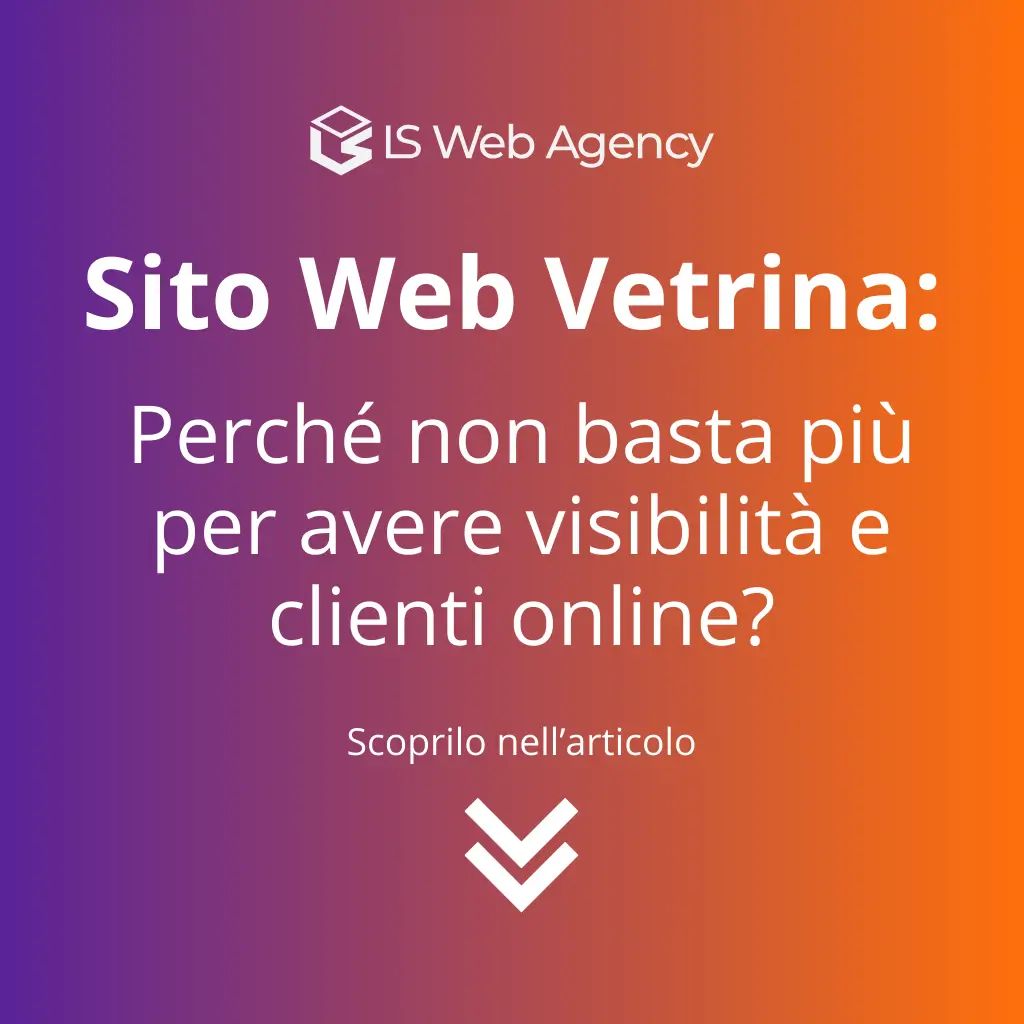 LS Web Agency
Sito Web Vetrina:
Perché non basta più
per avere visibilità e
clienti online?
Scoprilo nell’articolo